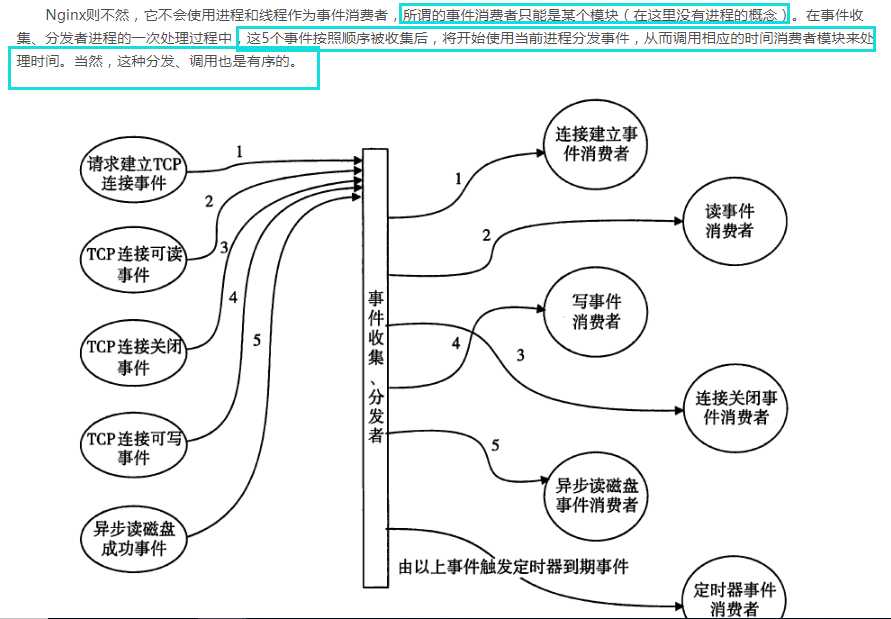 Nginx则不然，它不会使用进程和线程作为事件消费者，所谓的事件消费者只能是某个模块（在这里没有进程的概念）。在事件收
集、分发者进程的一次处理过程中，这5个事件按照顺序被收集后，将开始使用当前进程分发事件，从而调用相应的时间消费者模块来处
理时间。当然，这种分发、调用也是有序的。
请求建立TCP
连接事件
1
TCP连接可读
事件
2
TCP连接关闭
事件
3
TCP连接可写
事件
4
异步读磁盘
成功事件
5
事件收集、分发者
1
连接建立事
件消费者
2
读事件
消费者
4
写事件
消费者
3
连接关闭事
件消费者
5
异步读磁盘
事件消费者
由以上事件触发定时器到期事件
定时器事件
消费者